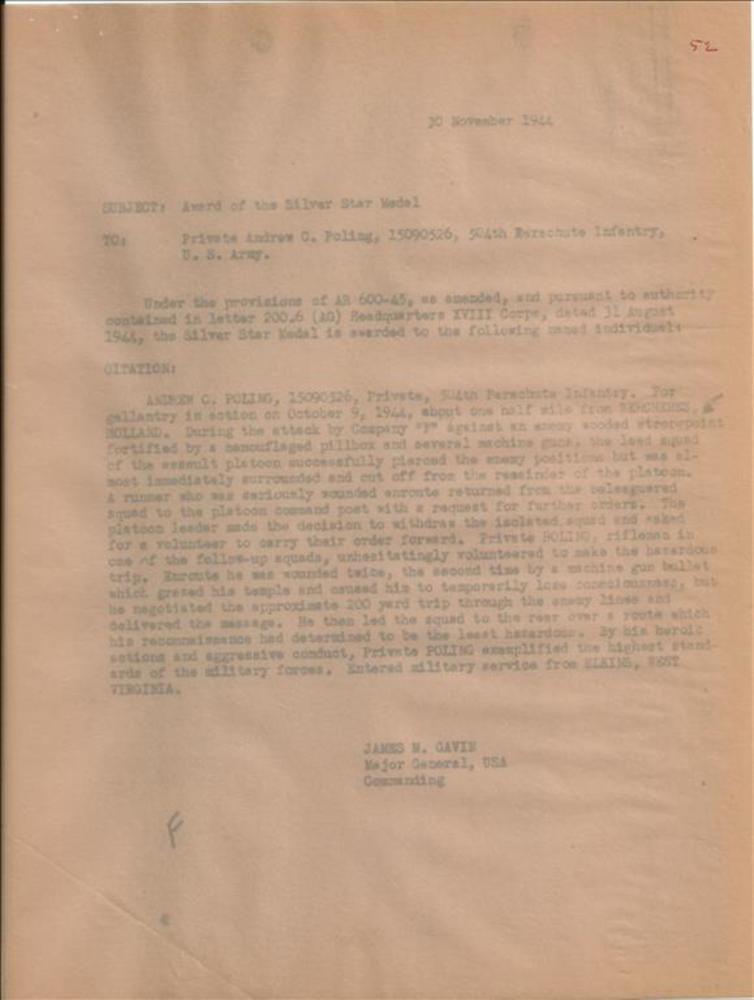 52
30 November 1944
SUBJECT: Award of the Silver Star Medal
TO: Private Andrew C. Poling, 15090526, 504th Parachute Infantry,
U. S. Army.
Under the provisions of AR 600-45, as amended, and pursuant to authority
contained in letter 200.6 (AG) Headquarters XVIII Corps, dated 31 August
1944, the Silver Star Medal is awarded to the following named individual:
CITATION:
ANDREW C. POLING, 15090526, Private, 504th Parachute Infantry. For
gallantry in action on October 9, 1944, about one half mile from
HOLLAND. During the attack by Company against an enemy wooded strongpoint
fortified by a camouflaged pillbox and several machine guns, the lead squad
of the assault platoon successfully pierced the enemy positions but was al-
most immediately surrounded and cut off from the remainder of the platoon.
A runner who was seriously wounded enroute returned from the beleaguered
squad to the platoon command post with a request for further orders. The
platoon leader made the decision to withdraw the isolated squad and asked
for a volunteer to carry their order forward. Private POLING, rifleman in
one of the follow-up squads, unhesitatingly volunteered to make the hazardous
trip. Enroute he was wounded twice, the second time by a machine gun bullet
which grazed his temple and caused him to temporarily lose consciousness, but
he negotiated the approximate 200 yard trip through the enemy lines and
delivered the message. He then led the squad to the rear over a route which
his reconnaissance had determined to be the least hazardous. By his heroic
actions and aggressive conduct, Private POLING exemplified the highest stand-
ards of the military forces. Entered military service from ELKINS, WEST
VIRGINIA.
JAMES M. GAVIN
Major General, USA
Commanding
F